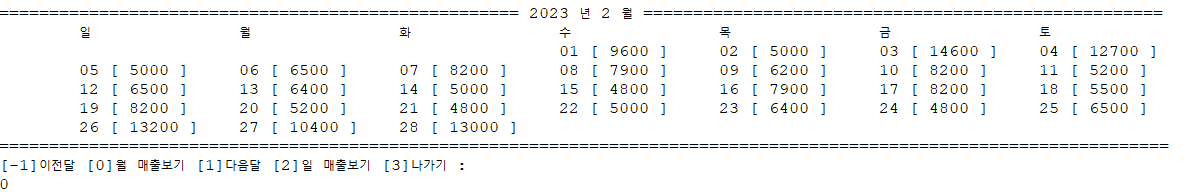 ==================================================== 2023 년 2 월 ====================================================
일 월 화 수 목 금 토
01 [ 9600 ] 02 [ 5000 ] 03 [ 14600 ] 04 [ 12700 ]
05 [ 5000 ] 06 [ 6500 ] 07 [ 8200 ] 08 [ 7900 ] 09 [ 6200 ] 10 [ 8200 ] 11 [ 5200 ]
12 [ 6500 ] 13 [ 6400 ] 14 [ 5000 ] 15 [ 4800 ] 16 [ 7900 ] 17 [ 8200 ] 18 [ 5500 ]
19 [ 8200 ] 20 [ 5200 ] 21 [ 4800 ] 22 [ 5000 ] 23 [ 6400 ] 24 [ 4800 ] 25 [ 6500 ]
26 [ 13200 ] 27 [ 10400 ] 28 [ 13000 ]
=====================================================================================================================
[-1]이전달 [0]월 매출보기 [1]다음달 [2]일 매출보기 [3]나가기 :
0